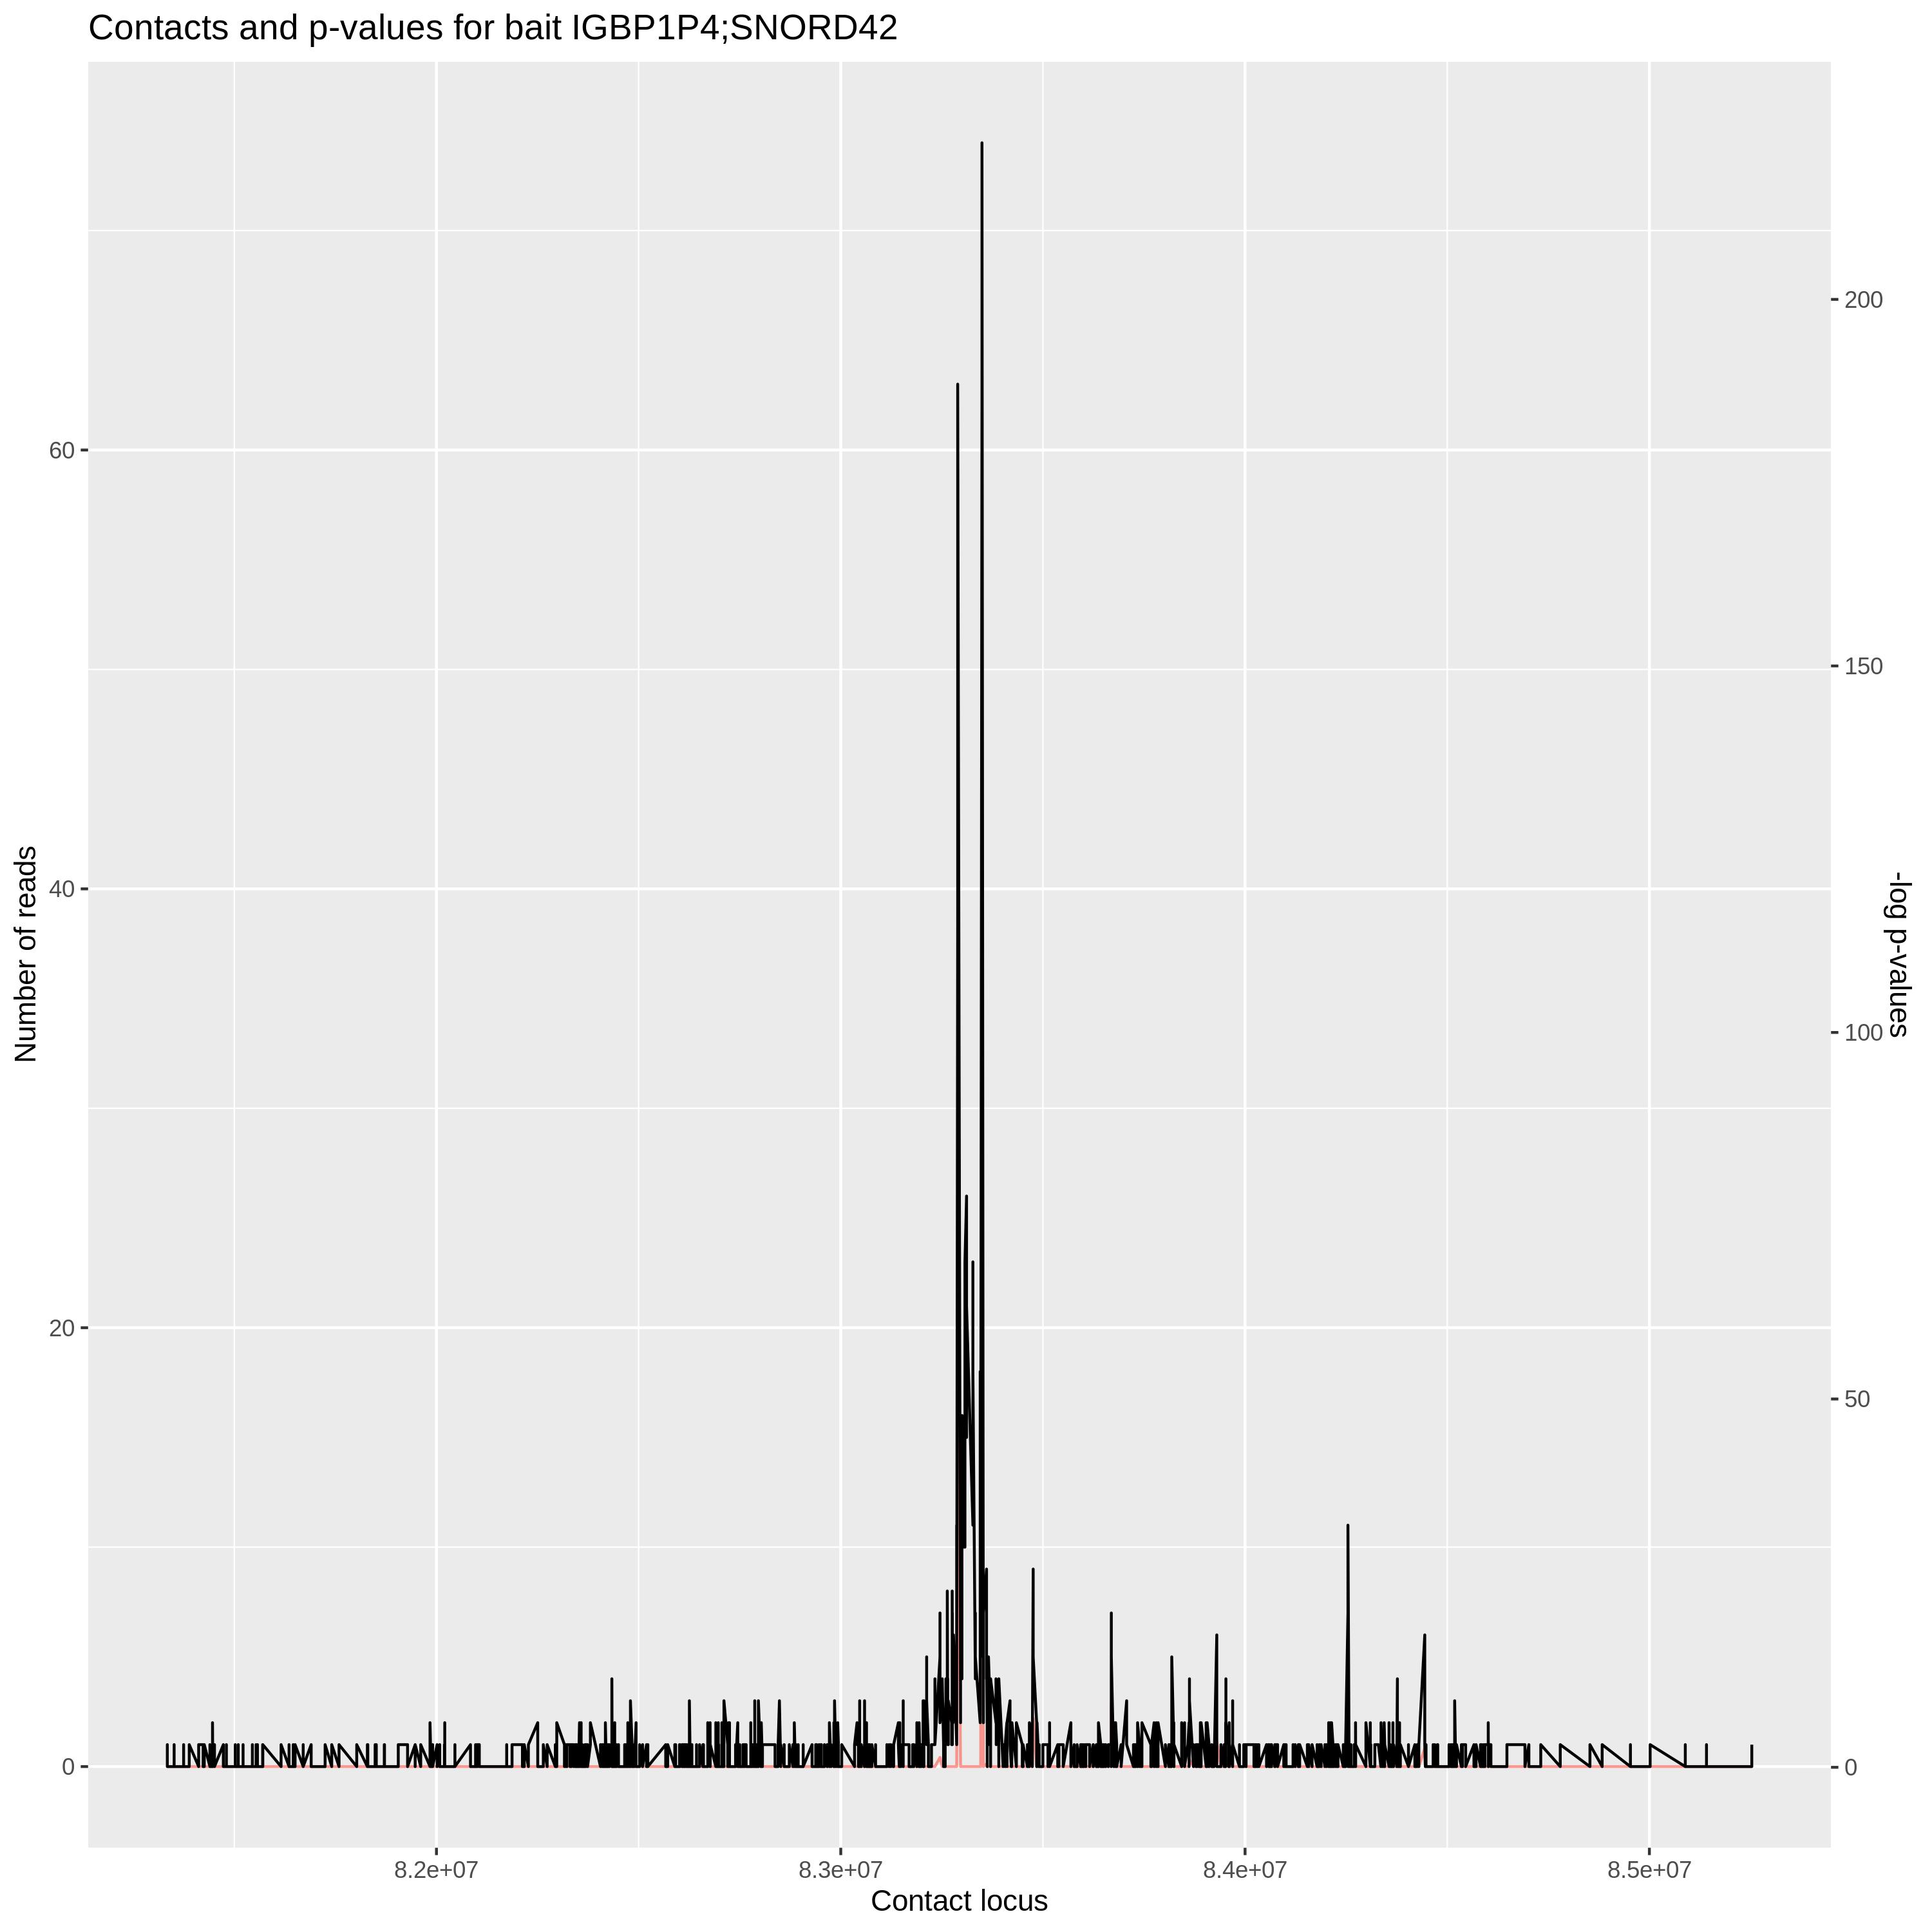 Contacts and p-values for bait IGBP1P4;SNORD42
Number of reads
60
40
20
0
200
150
100
50
0
-log p-values
8.2e+07 8.3e+07 8.4e+07 8.5e+07
Contact locus